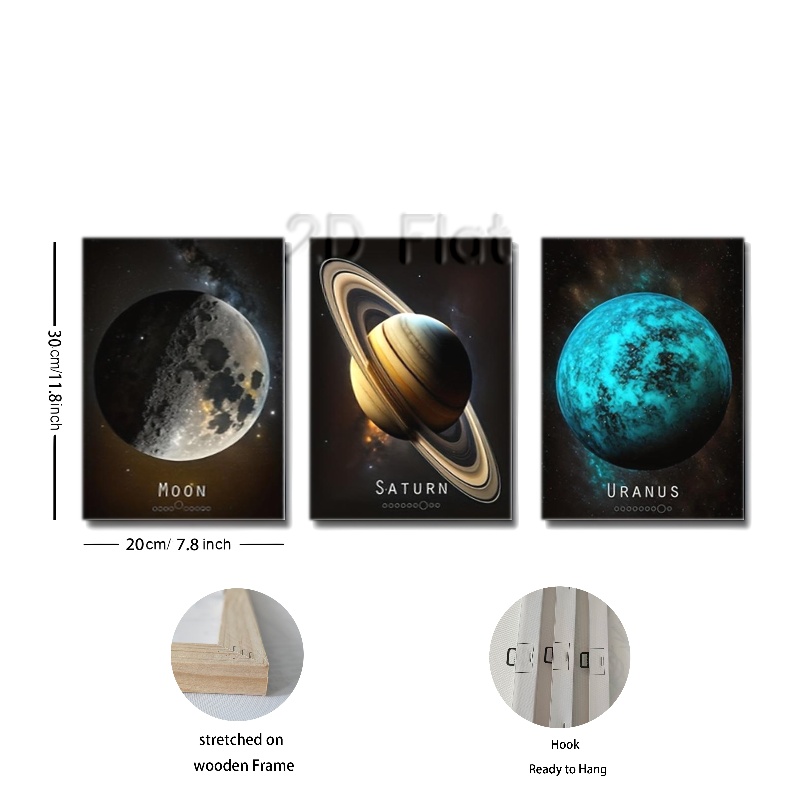 2D Flat
30cm/11.8inch
MOON
SATURN
URANUS
20cm/ 7.8 inch
stretched on
wooden Frame
Hook
Ready to Hang